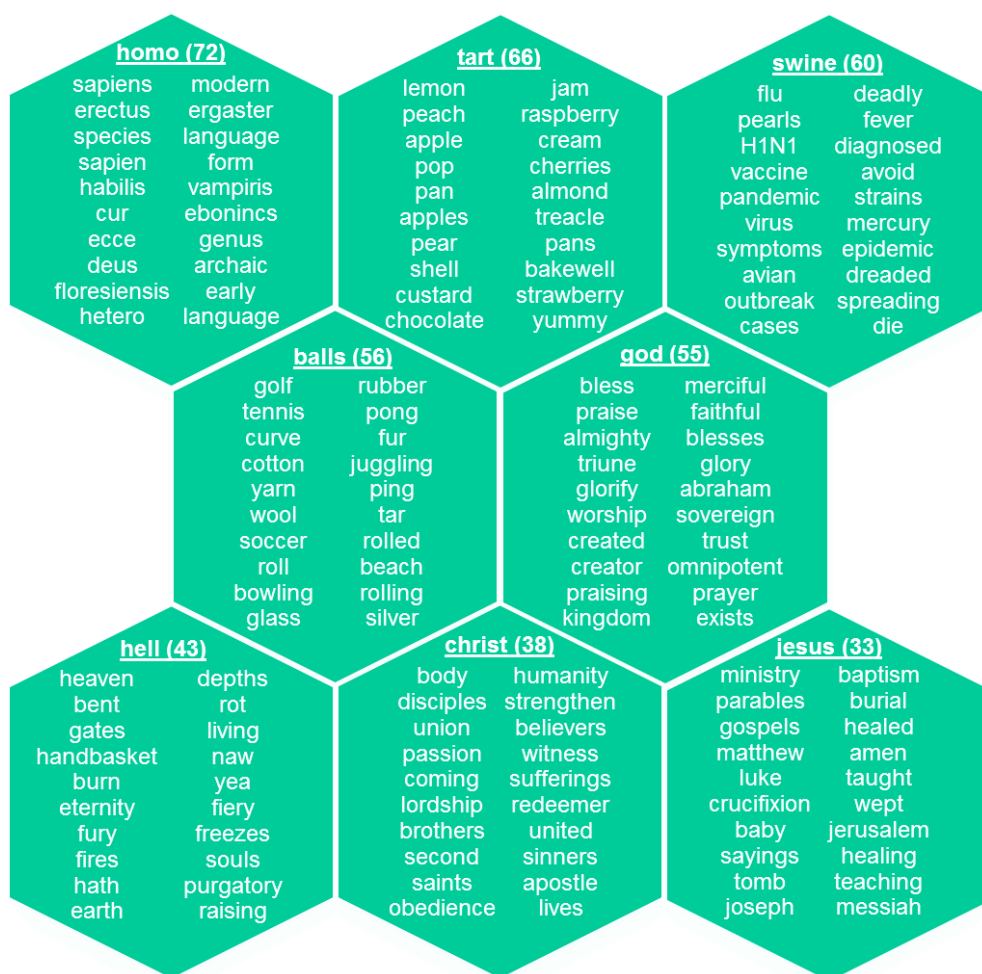 homo (72)
sapiens modern
erectus ergaster
species language
sapien form
habilis vampiris
cur ebonincs
ecce genus
deus archaic
floresiensis early
hetero language
tart (66)
lemon jam
peach raspberry
apple cream
pop cherries
pan almond
apples treacle
pear pans
shell bakewell
custard strawberry
chocolate yummy
swine (60)
flu deadly
pearls fever
H1N1 diagnosed
vaccine avoid
pandemic strains
virus mercury
symptoms epidemic
avian dreaded
outbreak spreading
cases die
balls (56)
golf rubber
tennis pong
curve fur
cotton juggling
yarn ping
wool tar
soccer rolled
roll beach
bowling rolling
glass silver
god (55)
bless merciful
praise faithful
almighty blesses
triune glory
glorify abraham
worship sovereign
created trust
creator omnipotent
praising prayer
kingdom exists
hell (43)
heaven depths
bent rot
gates living
handbasket naw
burn yea
eternity fiery
fury freezes
fires souls
hath purgatory
earth raising
christ (38)
body humanity
disciples strengthen
union believers
passion witness
coming sufferings
lordship redeemer
brothers united
second sinners
saints apostle
obedience lives
jesus (33)
ministry baptism
parables burial
gospels healed
matthew amen
luke taught
crucifixion wept
baby jerusalem
sayings healing
tomb teaching
joseph messiah